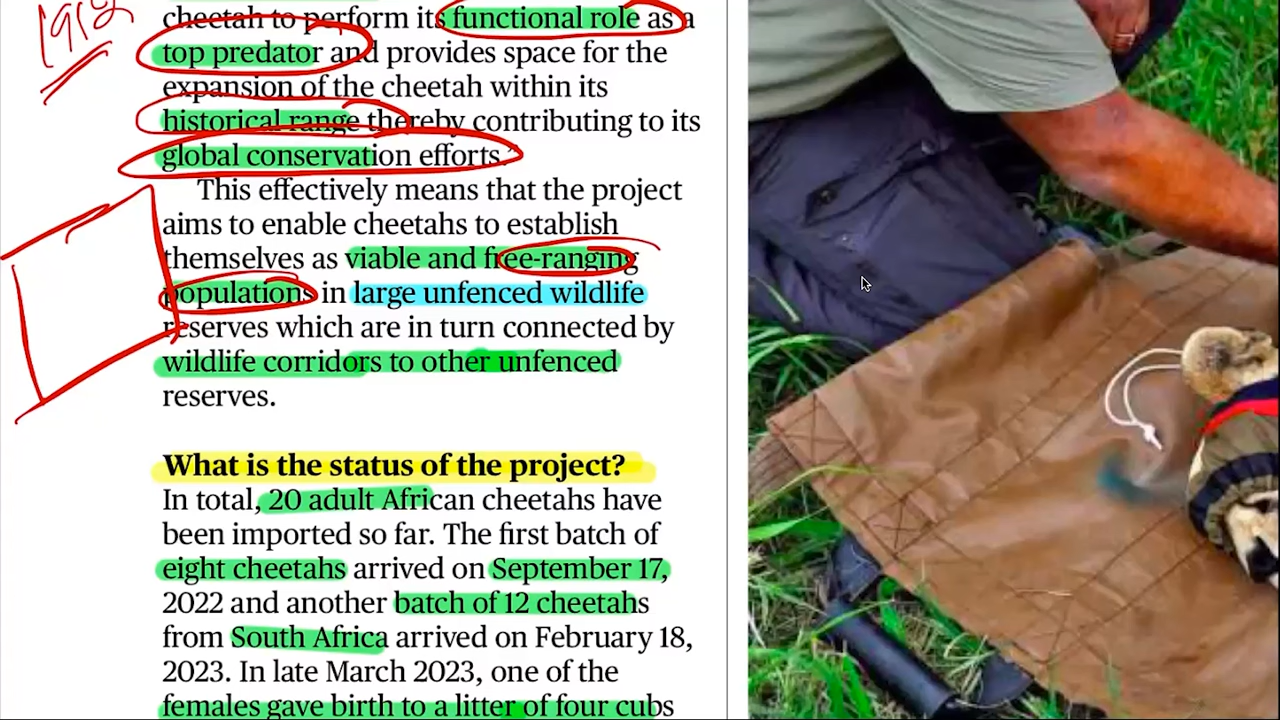 1952
cheetah to perform its functional role as a
top predator and provides space for the
expansion of the cheetah within its
historical range thereby contributing to its
global conservation efforts.”
This effectively means that the project
aims to enable cheetahs to establish
themselves as viable and free-ranging
populations in large unfenced wildlife
reserves which are in turn connected by
wildlife corridors to other unfenced
reserves.
What is the status of the project?
In total, 20 adult African cheetahs have
been imported so far. The first batch of
eight cheetahs arrived on September 17,
2022 and another batch of 12 cheetahs
from South Africa arrived on February 18,
2023. In late March 2023, one of the
females gave birth to a litter of four cubs